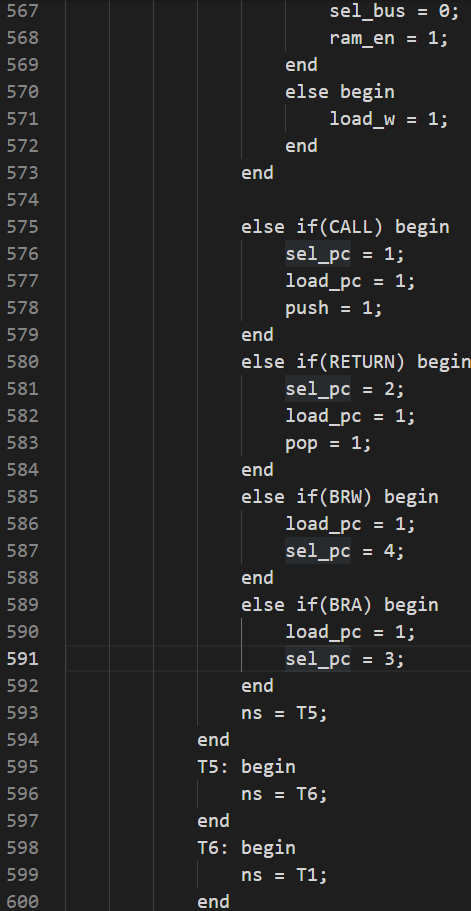 567 sel_bus = 0;
568 ram_en = 1;
569 end
570 else begin
571 load_w = 1;
572 end
573 end
574
575 else if(CALL) begin
576 sel_pc = 1;
577 load_pc = 1;
578 push = 1;
579 end
580 else if(RETURN) begin
581 sel_pc = 2;
582 load_pc = 1;
583 pop = 1;
584 end
585 else if(BRW) begin
586 load_pc = 1;
587 sel_pc = 4;
588 end
589 else if(BRA) begin
590 load_pc = 1;
591 sel_pc = 3;
592 end
593 ns = T5;
594 end
595 T5: begin
596 ns = T6;
597 end
598 T6: begin
599 ns = T1;
600 end